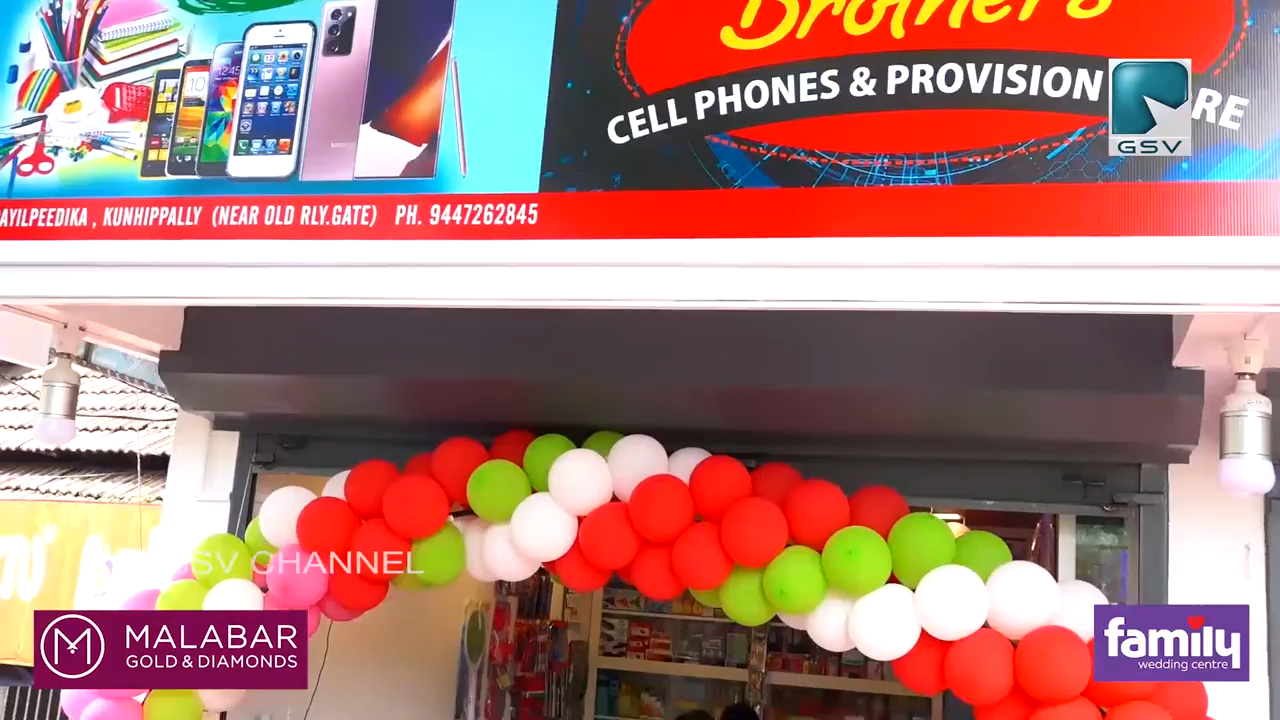 Brothers
CELL PHONES & PROVISION
RE
GSV
AYILPEEDIKA , KUNHIPPALLY (NEAR OLD RLY.GATE) PH. 9447262845
GSV CHANNEL
MALABAR
GOLD & DIAMONDS
family
wedding centre